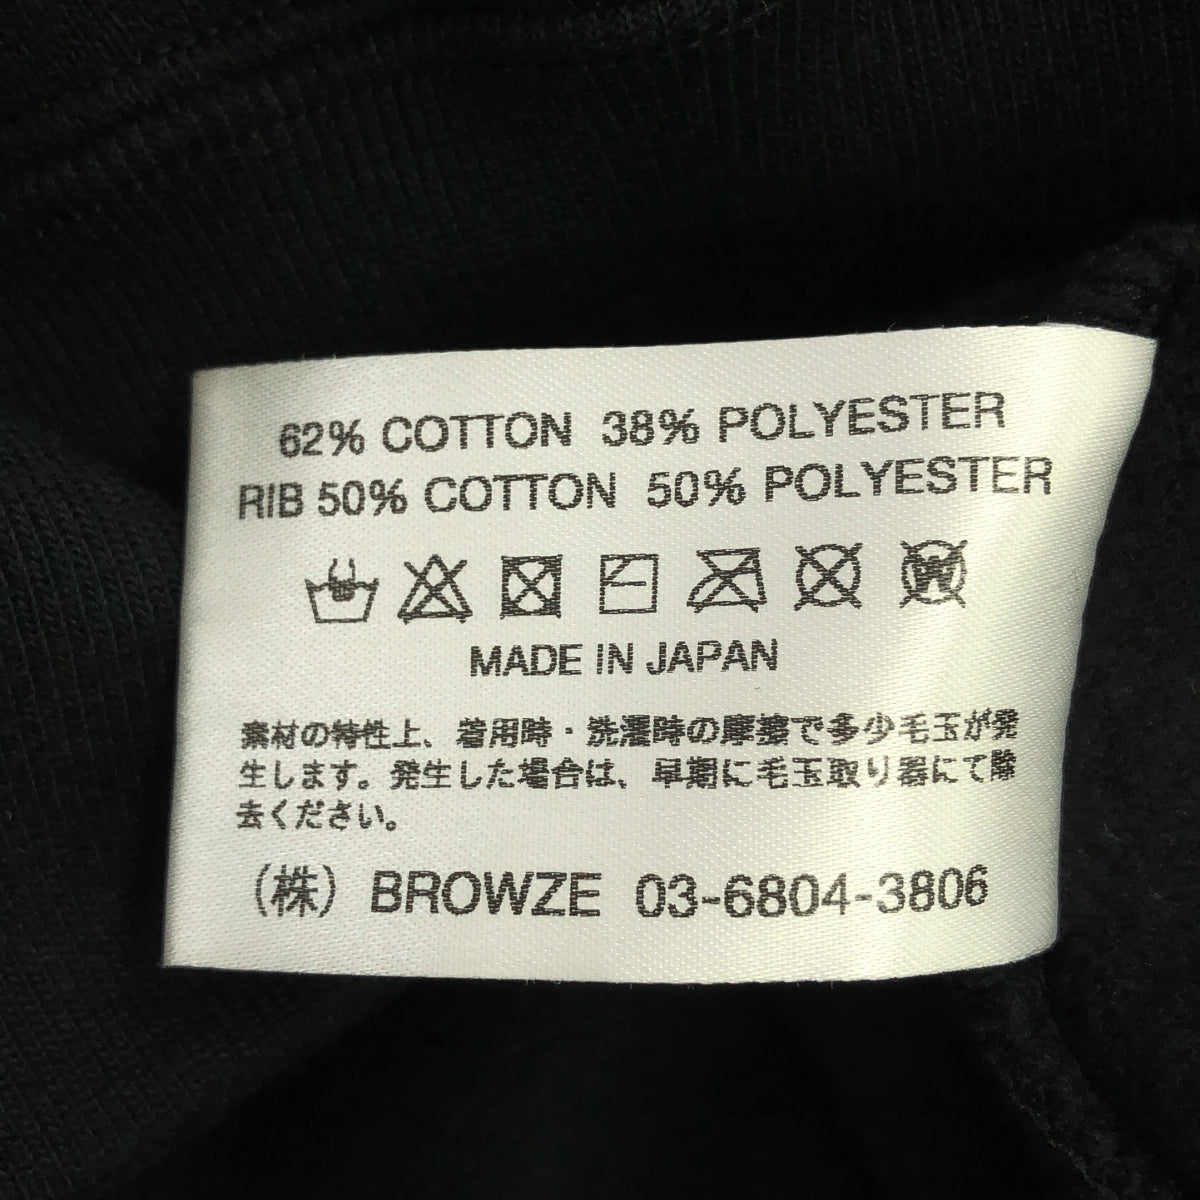 62% COTTON 38% POLYESTER
RIB 50% COTTON 50% POLYESTER
W
MADE IN JAPAN
素材の特性上、着用時・洗濯時の摩擦で多少毛玉が発
生します。発生した場合は、早期に毛玉取り器にて除
去ください。
（株）BROWZE 03-6804-3806